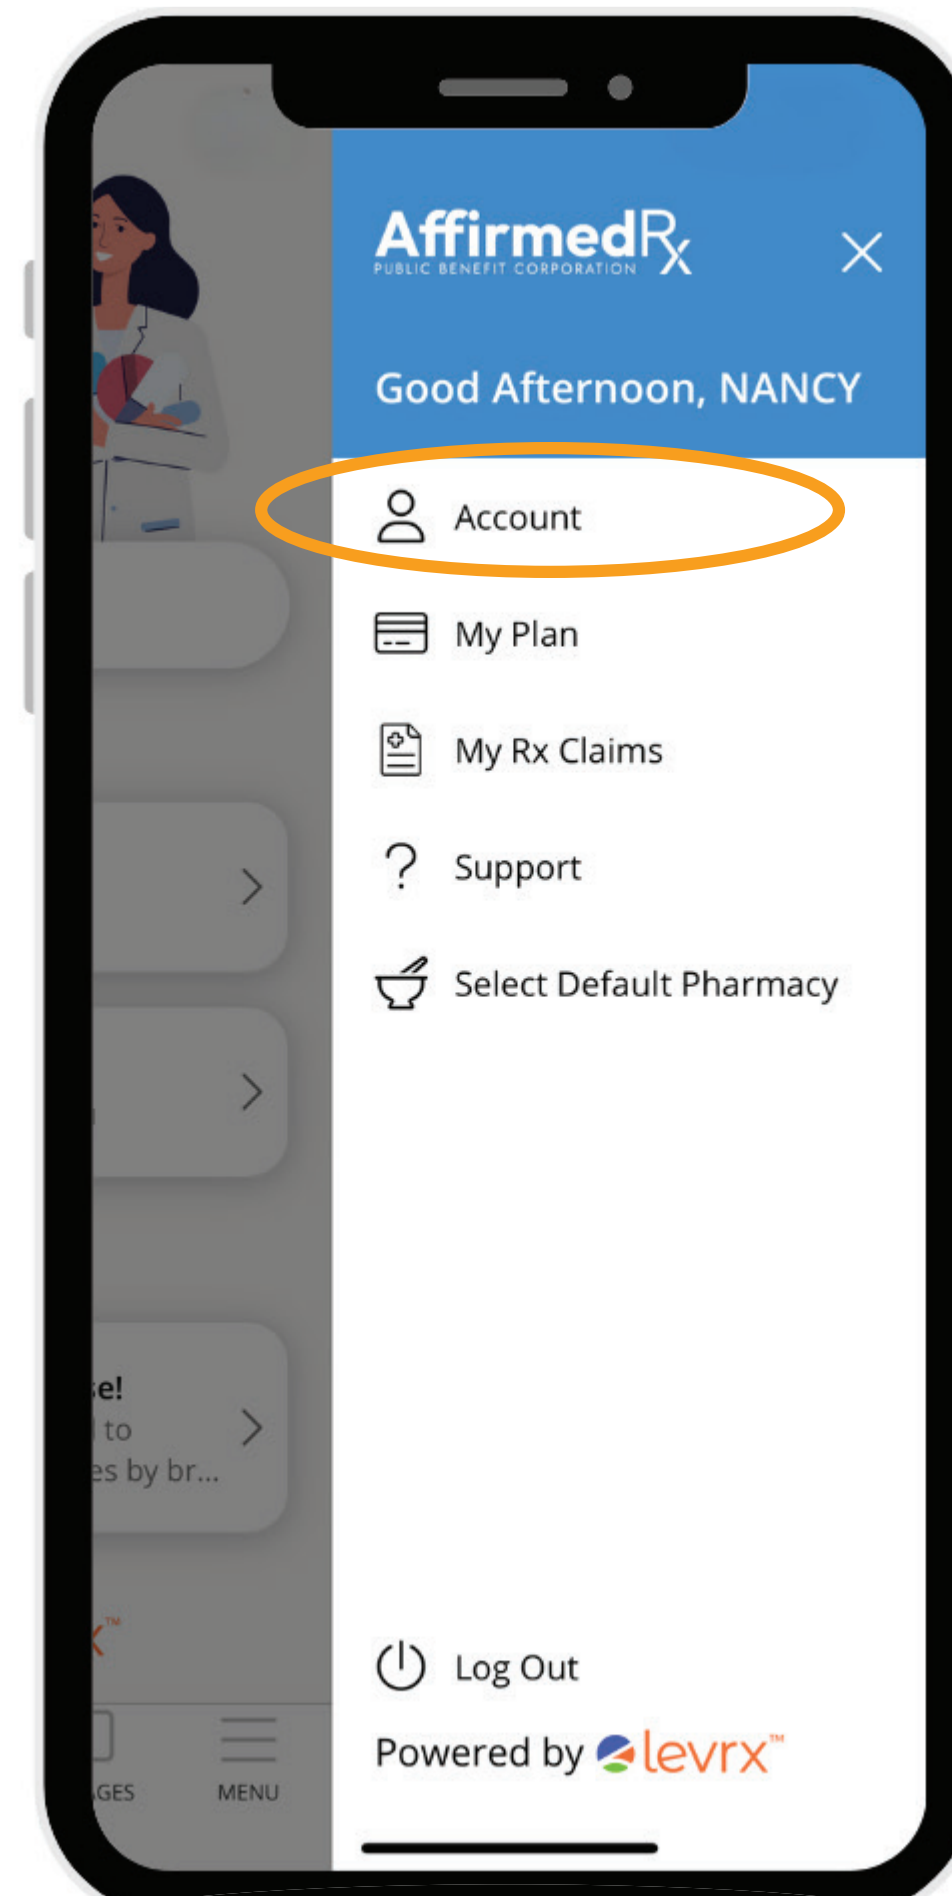 AffirmedRx
PUBLIC BENEFIT CORPORATION
Good Afternoon, NANCY
Account
My Plan
My Rx Claims
Support
Select Default Pharmacy
e!
to
es by br...
Log Out
Powered by levrx™
AGES
MENU